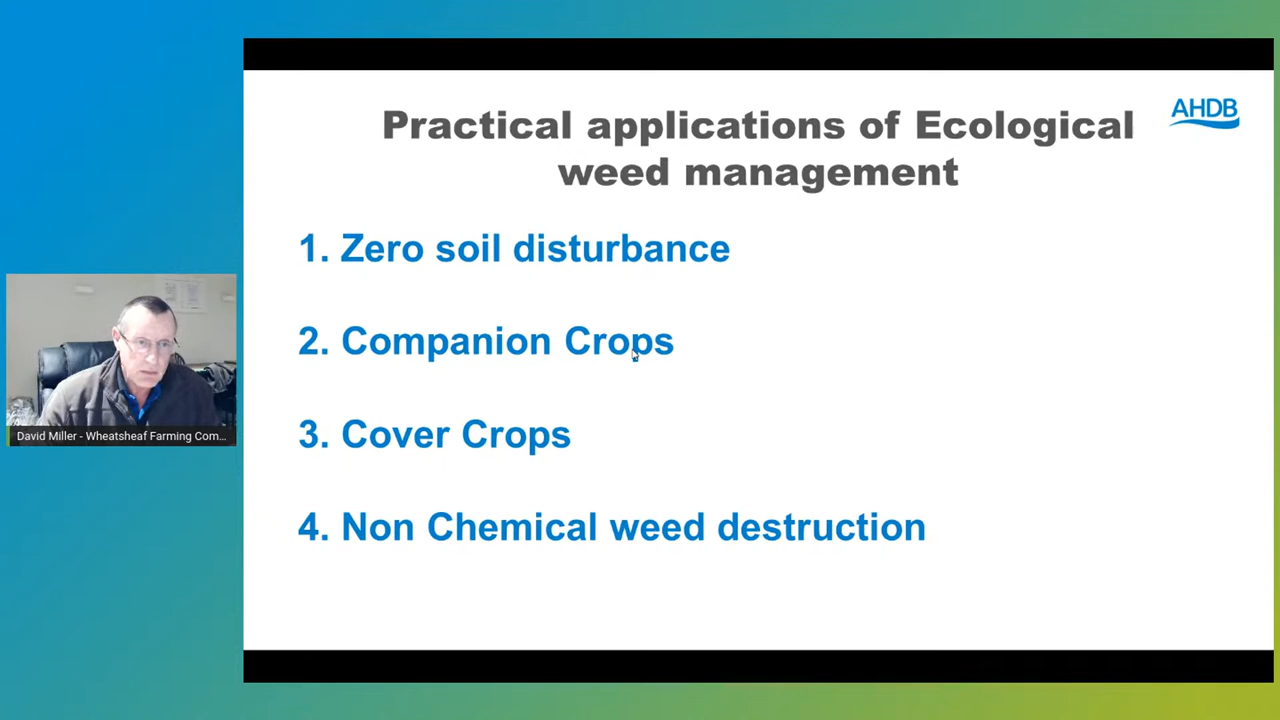 Practical applications of Ecological
weed management
AHDB
1. Zero soil disturbance
2. Companion Crops
3. Cover Crops
4. Non Chemical weed destruction
David Miller - Wheatsheaf Farming Com...